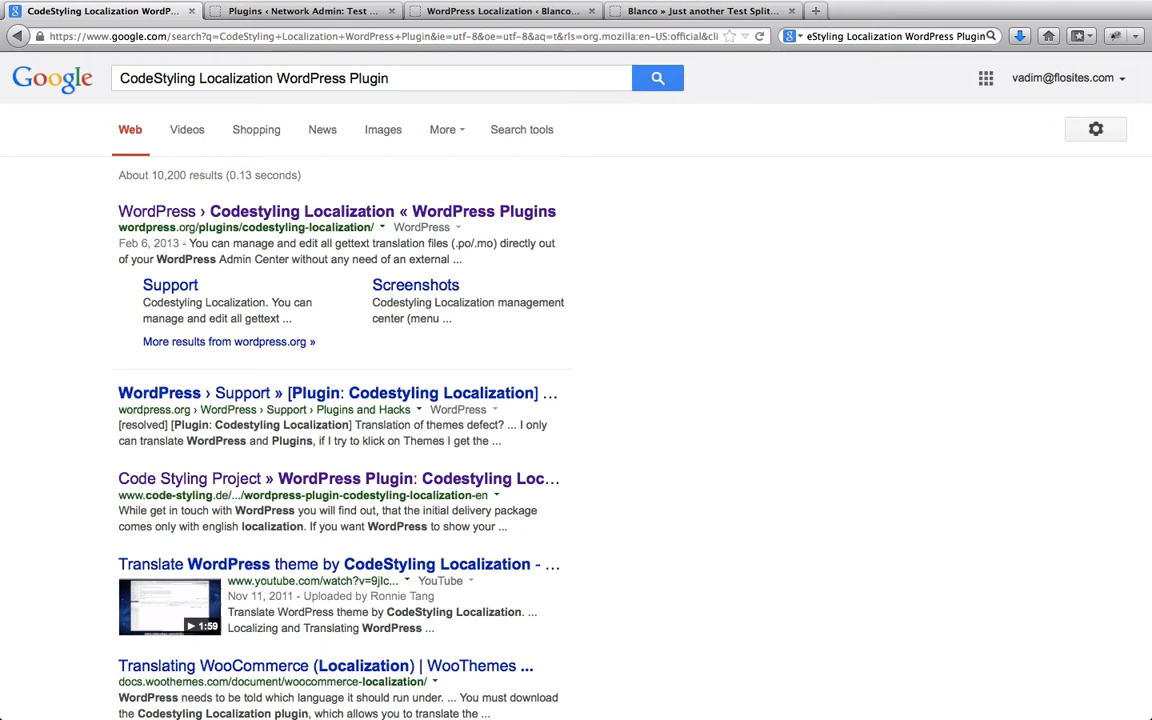 CodeStyling Localization WordP...
Plugins ‹ Network Admin: Test ...
WordPress Localization ‹ Blanco...
Blanco » Just another Test Split...
https://www.google.com/search?q=CodeStyling+Localization+WordPress+Plugin&ie=utf-8&oe=utf-8&aq=t&rls=org.mozilla:en-US:official&cli
eStyling Localization WordPress Plugin
Google
CodeStyling Localization WordPress Plugin
vadim@flosites.com
Web
Videos
Shopping
News
Images
More
Search tools
About 10,200 results (0.13 seconds)
WordPress › Codestyling Localization « WordPress Plugins
wordpress.org/plugins/codestyling-localization/ WordPress
Feb 6, 2013 - You can manage and edit all gettext translation files (.po/.mo) directly out
of your WordPress Admin Center without any need of an external ...
Support
Codestyling Localization. You can
manage and edit all gettext ...
Screenshots
Codestyling Localization management
center (menu ...
More results from wordpress.org »
WordPress › Support » [Plugin: Codestyling Localization] ...
wordpress.org › WordPress › Support › Plugins and Hacks WordPress
[resolved] [Plugin: Codestyling Localization] Translation of themes defect? ... I only
can translate WordPress and Plugins, if I try to klick on Themes I get the ...
Code Styling Project » WordPress Plugin: Codestyling Loc...
www.code-styling.de/.../wordpress-plugin-codestyling-localization-en
While get in touch with WordPress you will find out, that the initial delivery package
comes only with english localization. If you want WordPress to show your ...
Translate WordPress theme by CodeStyling Localization - ...
www.youtube.com/watch?v=9jIc... YouTube
Nov 11, 2011 - Uploaded by Ronnie Tang
Translate WordPress theme by CodeStyling Localization. ...
Localizing and Translating WordPress ...
1:59
Translating WooCommerce (Localization) | WooThemes ...
docs.woothemes.com/document/woocommerce-localization/
WordPress needs to be told which language it should run under. ... You must download
the Codestyling Localization plugin, which allows you to translate the ...